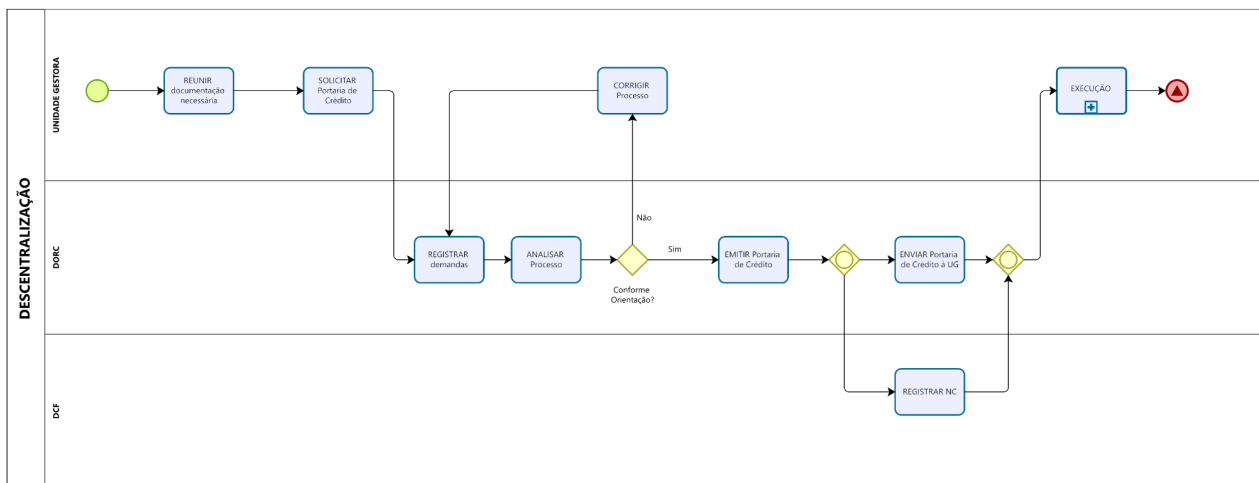 DESCENTRALIZAÇÃO
UNIDADE GESTORA
REUNIR
documentação
necessária
SOLICITAR
Portaria de
Crédito
CORRIGIR
Processo
EXECUÇÃO
DORC
REGISTRAR
demandas
ANALISAR
Processo
Não
Conforme
Orientação?
Sim
EMITIR Portaria
de Crédito
ENVIAR Portaria
de Crédito à UG
DCF
REGISTRAR NC